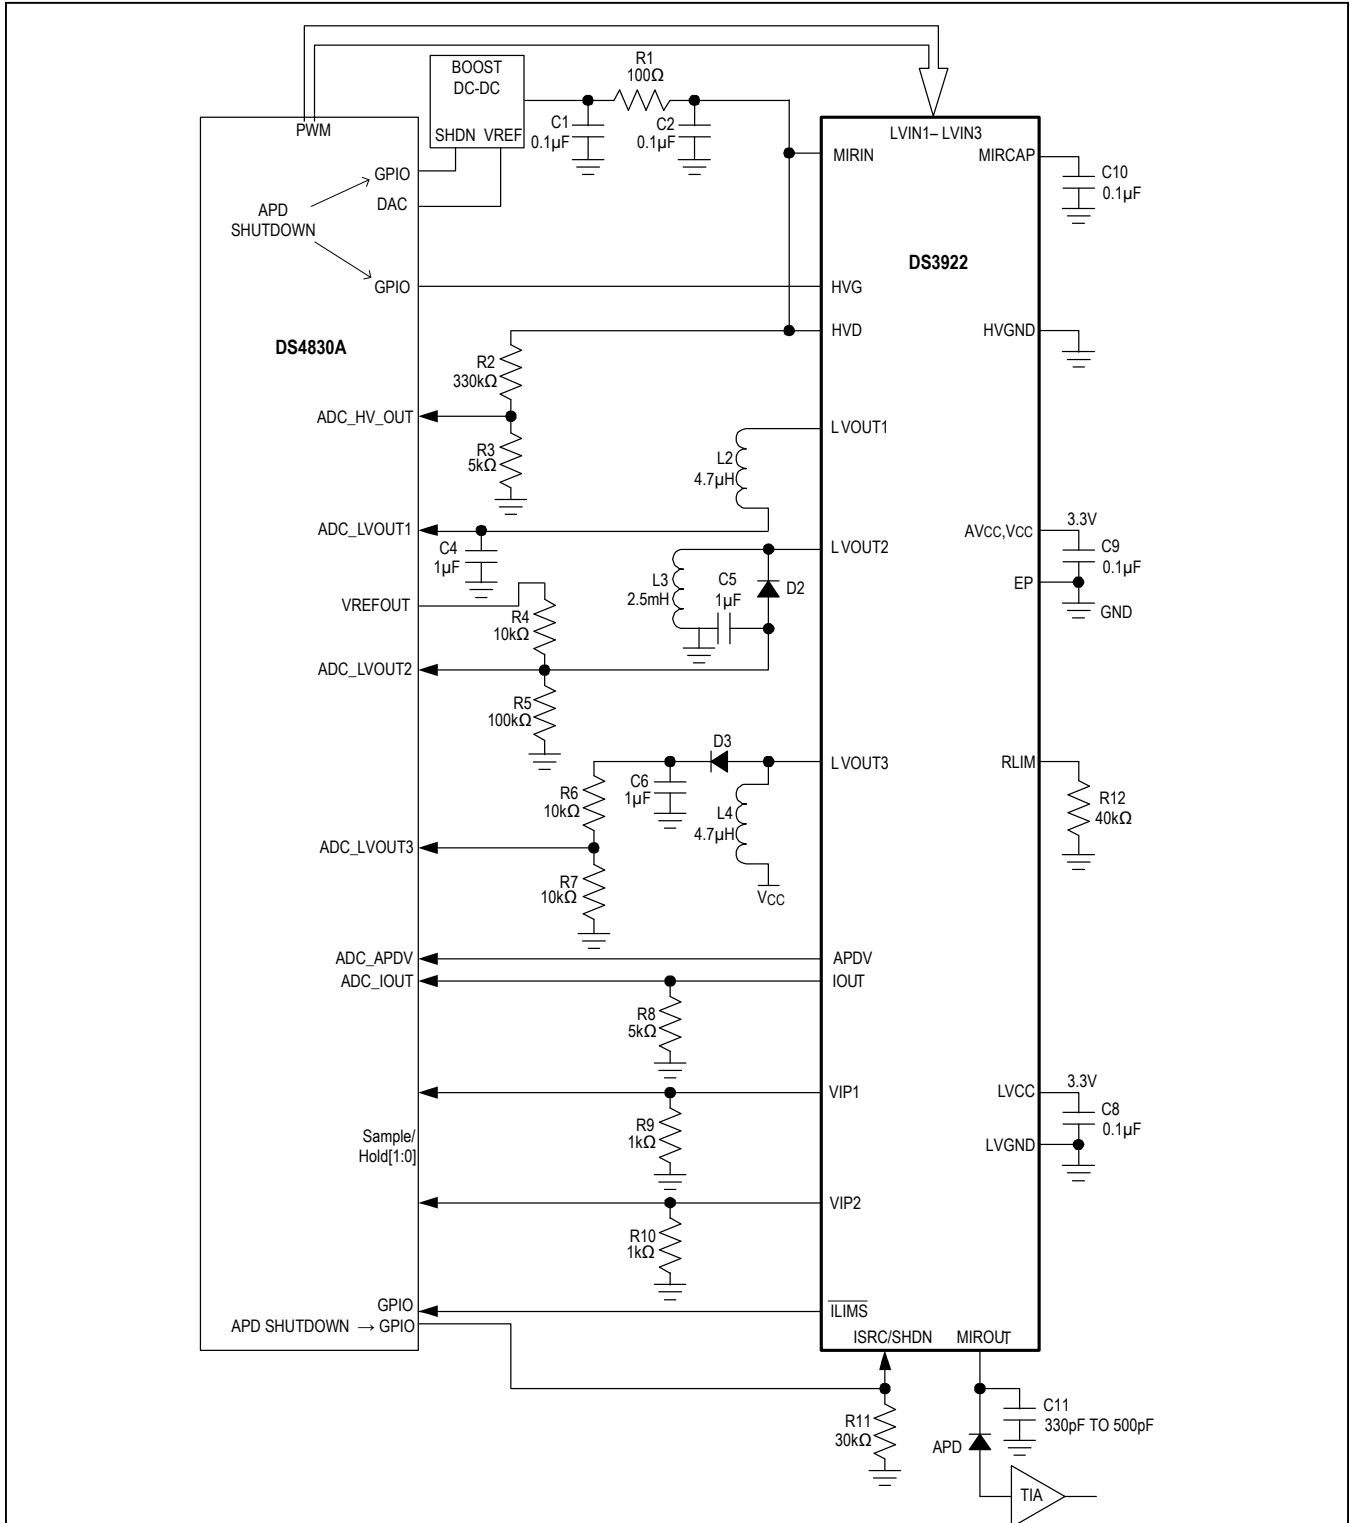 BOOST
DC-DC
SHDN VREF
R1
100Ω
C1
0.1µF
C2
0.1µF
PWM
GPIO
DAC
APD
SHUTDOWN
GPIO
DS4830A
LVIN1– LVIN3
MIRIN
MIRCAP
C10
0.1µF
DS3922
HVG
HVD
HVGND
R2
330kΩ
ADC_HV_OUT
R3
5kΩ
LVOUT1
L2
4.7µH
ADC_LVOUT1
C4
1µF
AVCC,VCC
3.3V
C9
0.1µF
EP
GND
LVOUT2
L3
2.5mH
C5
1µF
D2
VREFOUT
R4
10kΩ
ADC_LVOUT2
R5
100kΩ
D3
LVOUT3
RLIM
C6
1µF
R6
10kΩ
L4
4.7µH
R12
40kΩ
ADC_LVOUT3
R7
10kΩ
VCC
ADC_APDV
APDV
ADC_IOUT
IOUT
R8
5kΩ
VIP1
LVCC
3.3V
C8
0.1µF
R9
1kΩ
Sample/
Hold[1:0]
LVGND
VIP2
R10
1kΩ
GPIO
ILIMS
APD SHUTDOWN → GPIO
ISRC/SHDN
MIROUT
R11
30kΩ
C11
330pF TO 500pF
APD
TIA